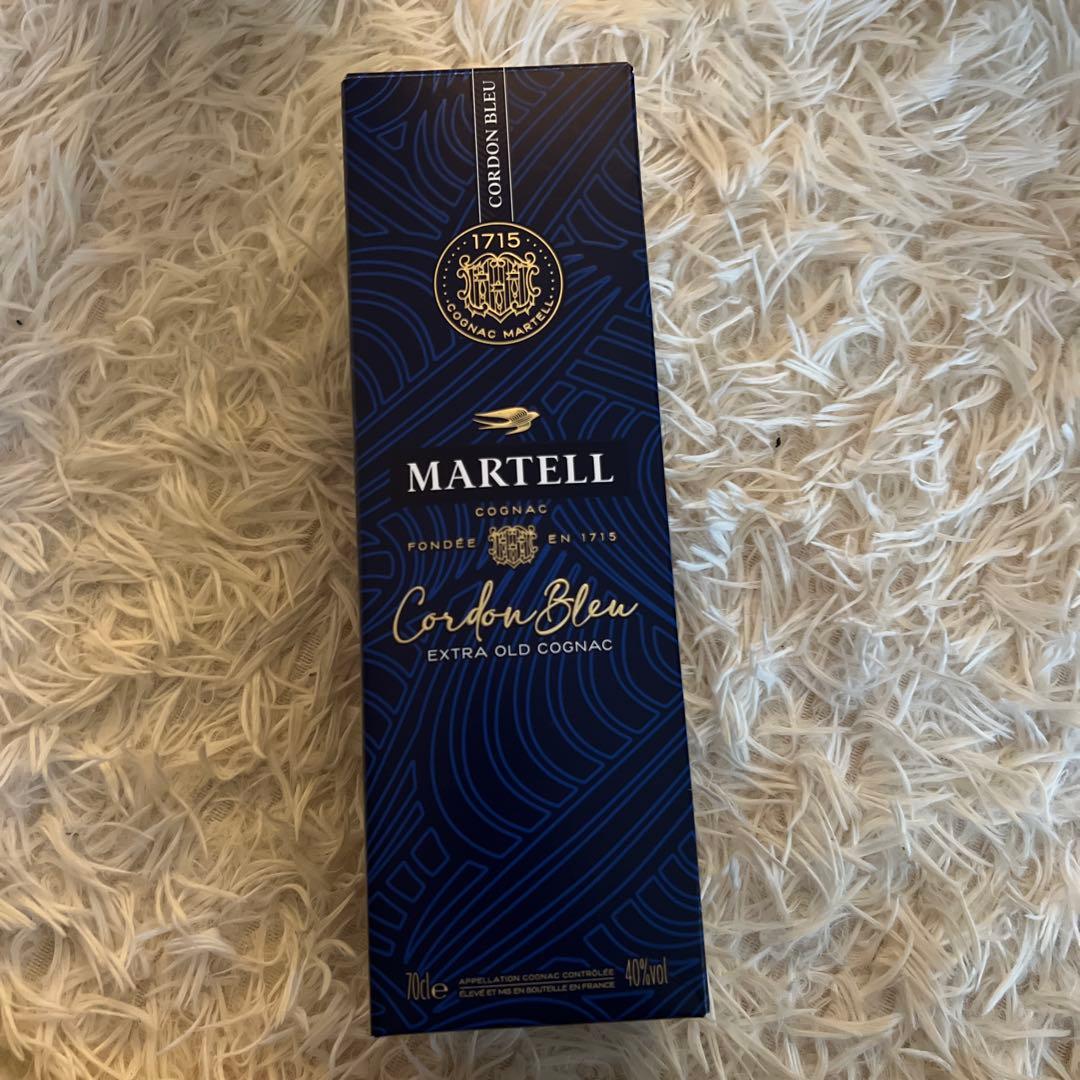 CORDON BLEU
1715
COGNAC MARTELL
MARTELL
COGNAC
FONDÉE EN 1715
Cordon Bleu
EXTRA OLD COGNAC
70cl e APPELLATION COGNAC CONTRÔLÉE 40%vol
ÉLEVÉ ET MIS EN BOUTEILLE EN FRANCE